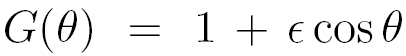 G(θ) = 1 + ϵ cos θ